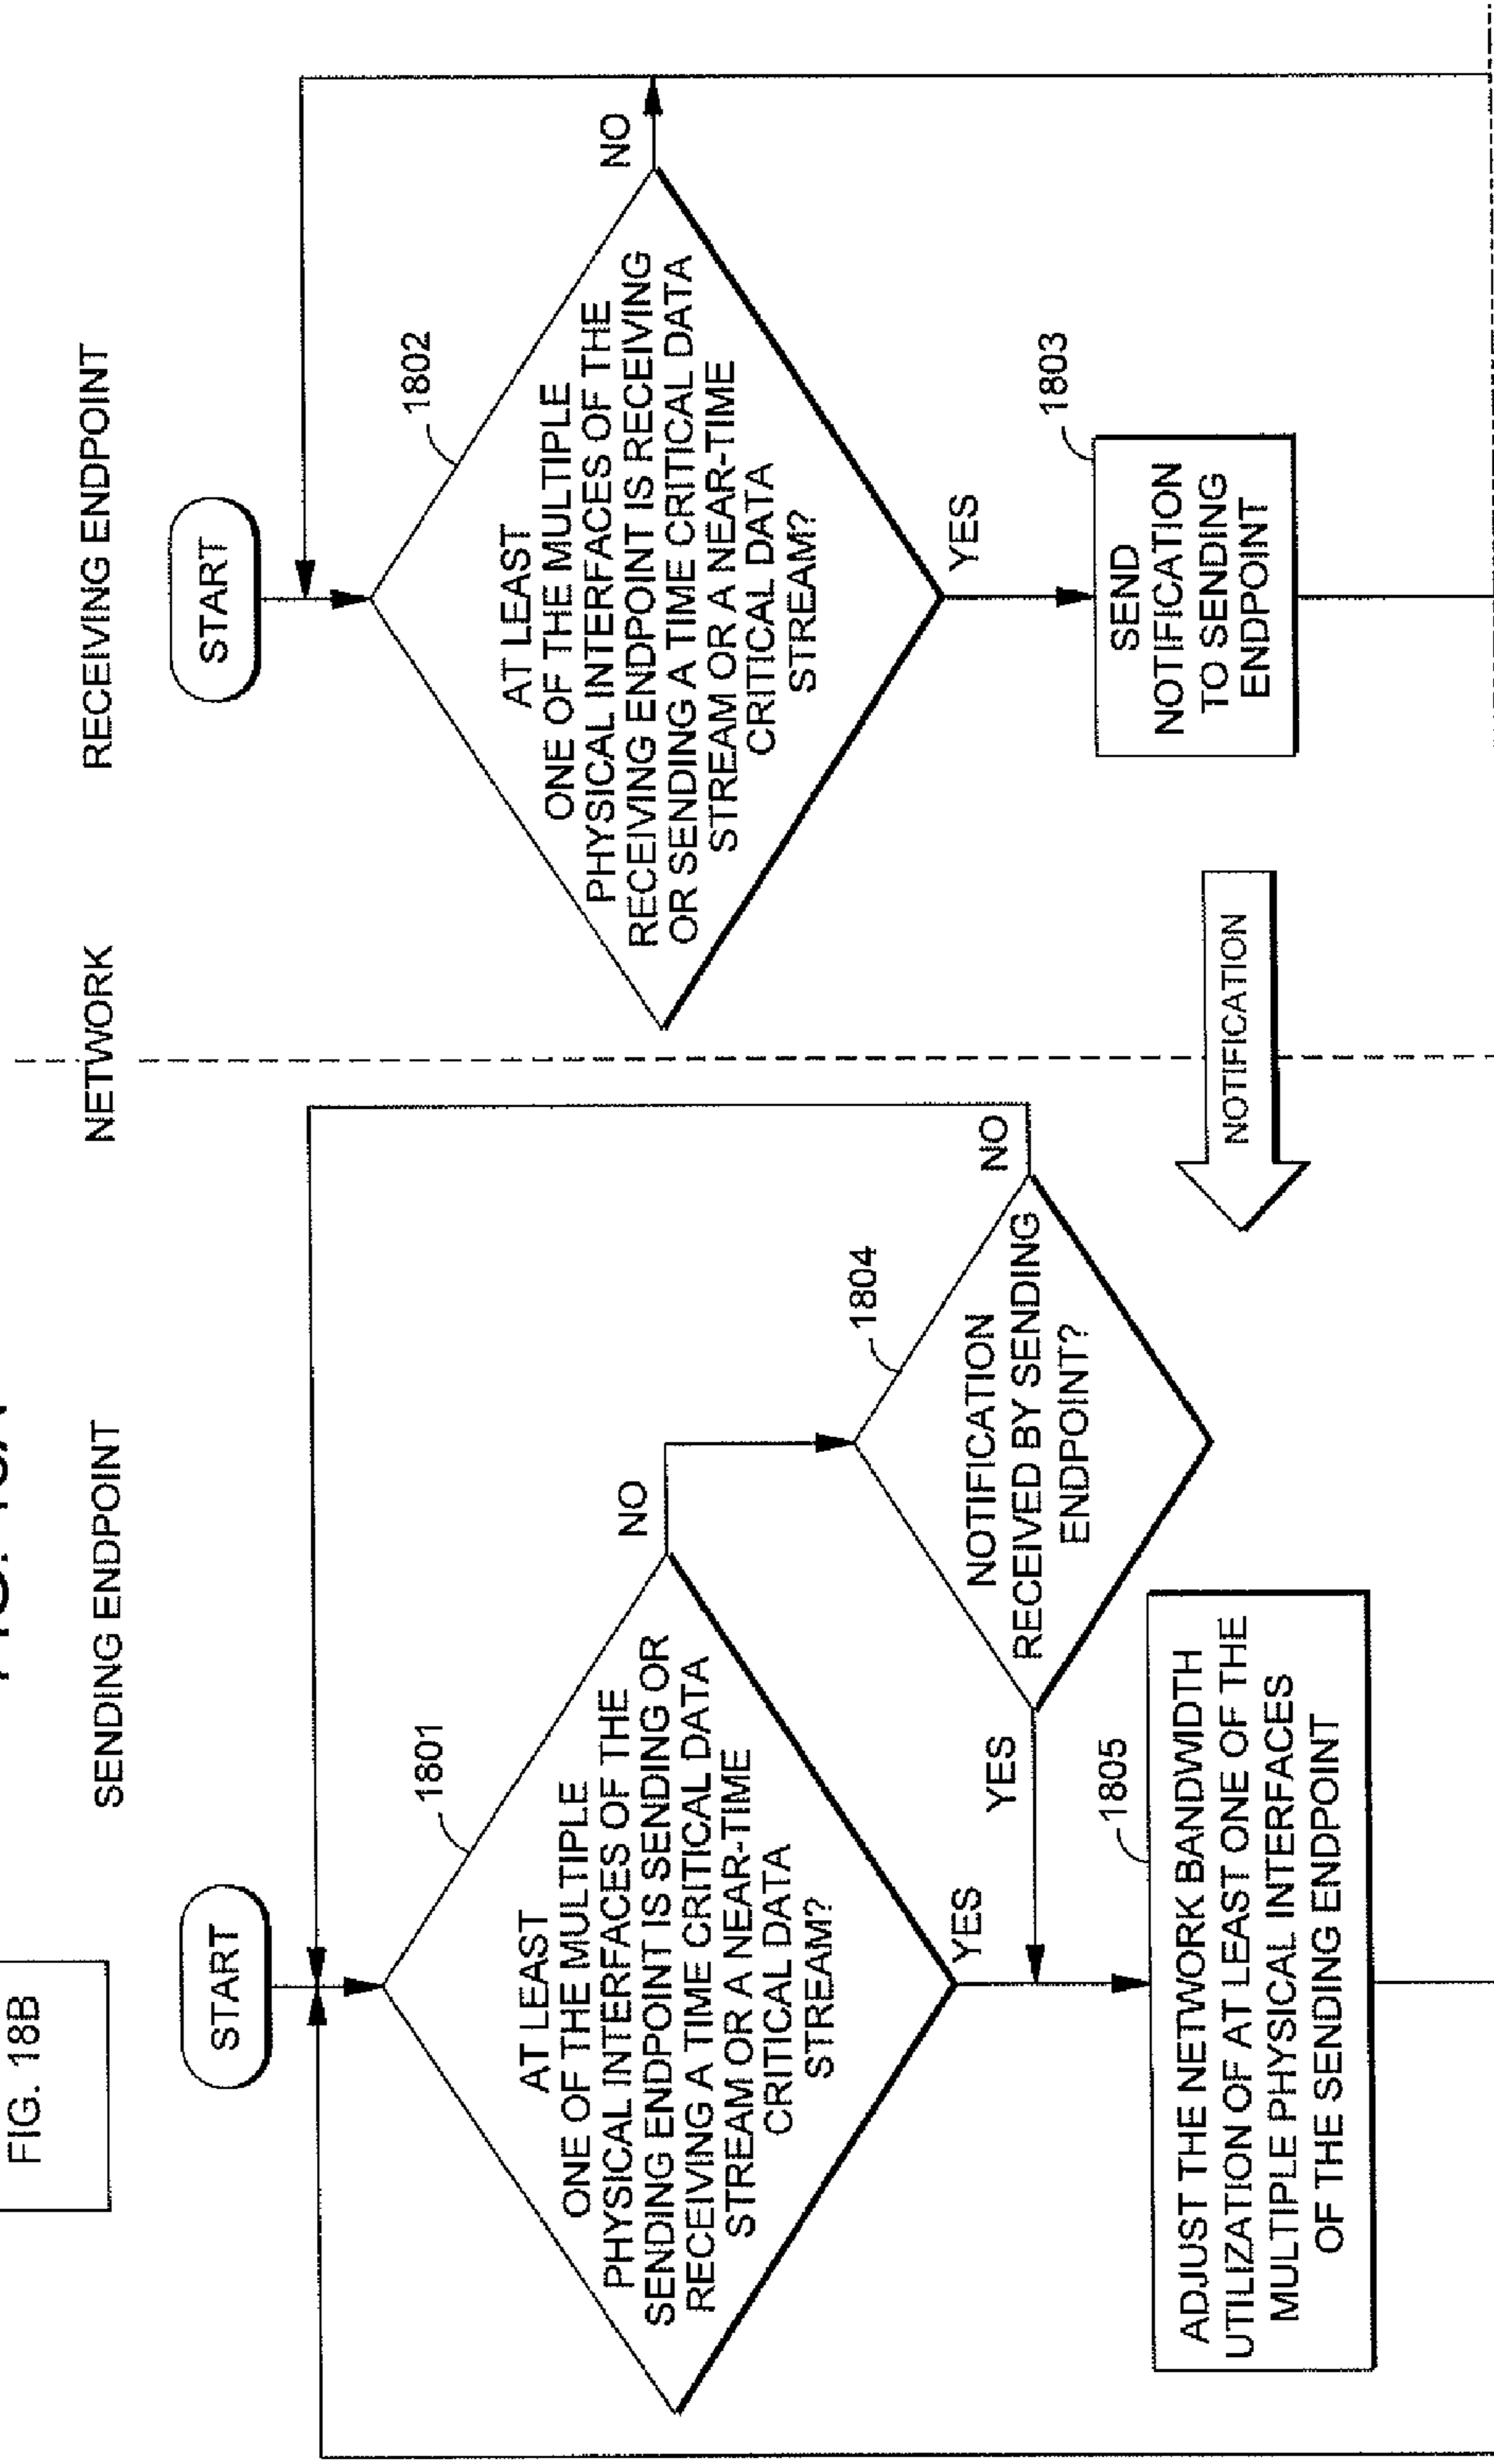 FIG. 18B
SENDING ENDPOINT
NETWORK
RECEIVING ENDPOINT
START
1801
AT LEAST
ONE OF THE MULTIPLE
PHYSICAL INTERFACES OF THE
SENDING ENDPOINT IS SENDING OR
RECEIVING A TIME CRITICAL DATA
STREAM OR A NEAR-TIME
CRITICAL DATA
STREAM?
NO
YES
1804
NOTIFICATION
RECEIVED BY SENDING
ENDPOINT?
NO
YES
1805
ADJUST THE NETWORK BANDWIDTH
UTILIZATION OF AT LEAST ONE OF THE
MULTIPLE PHYSICAL INTERFACES
OF THE SENDING ENDPOINT
NOTIFICATION
START
1802
AT LEAST
ONE OF THE MULTIPLE
PHYSICAL INTERFACES OF THE
RECEIVING ENDPOINT IS RECEIVING
OR SENDING A TIME CRITICAL DATA
STREAM OR A NEAR-TIME
CRITICAL DATA
STREAM?
NO
YES
1803
SEND
NOTIFICATION
TO SENDING
ENDPOINT